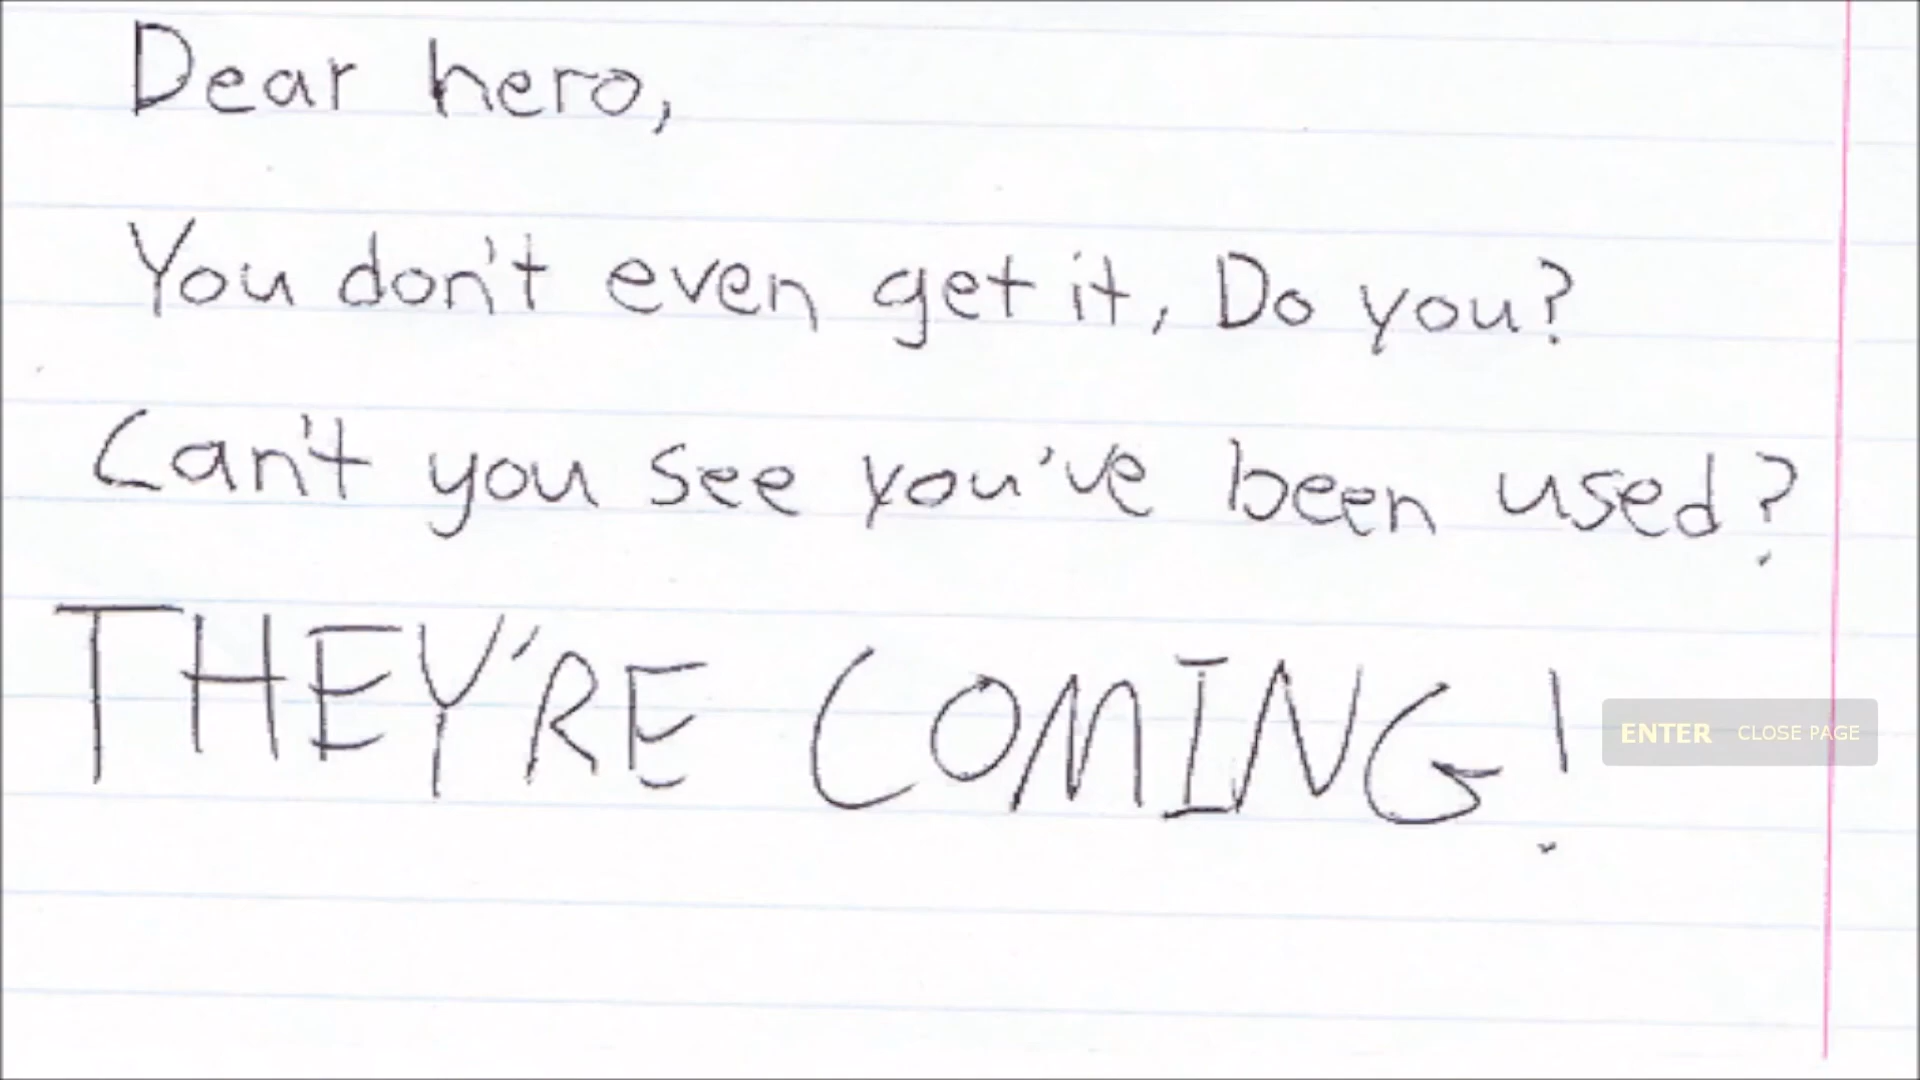 Dear hero,
You don't even get it, Do you?
Can't you see you've been used?
THEY'RE COMING!
ENTER CLOSE PAGE